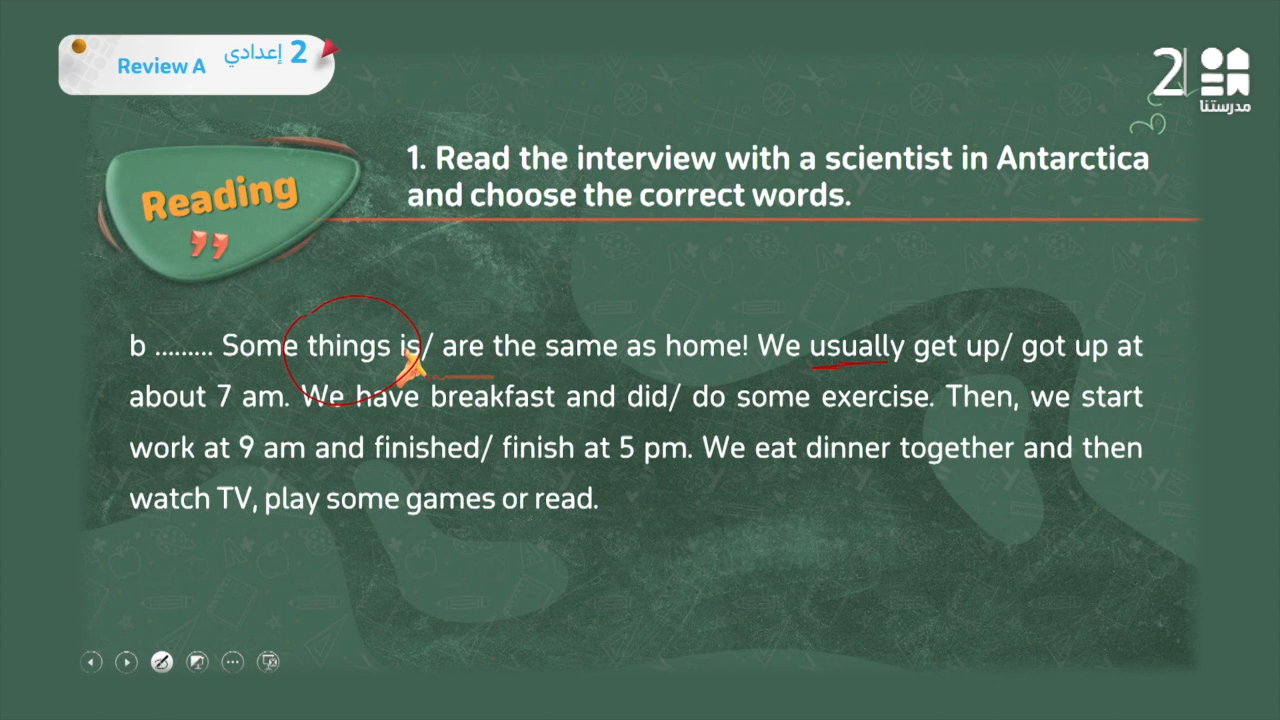 2 إعدادي
Review A
2
مدرستنا
Reading
1. Read the interview with a scientist in Antarctica
and choose the correct words.
b ......... Some things is/ are the same as home! We usually get up/ got up at
about 7 am. We have breakfast and did/ do some exercise. Then, we start
work at 9 am and finished/ finish at 5 pm. We eat dinner together and then
watch TV, play some games or read.